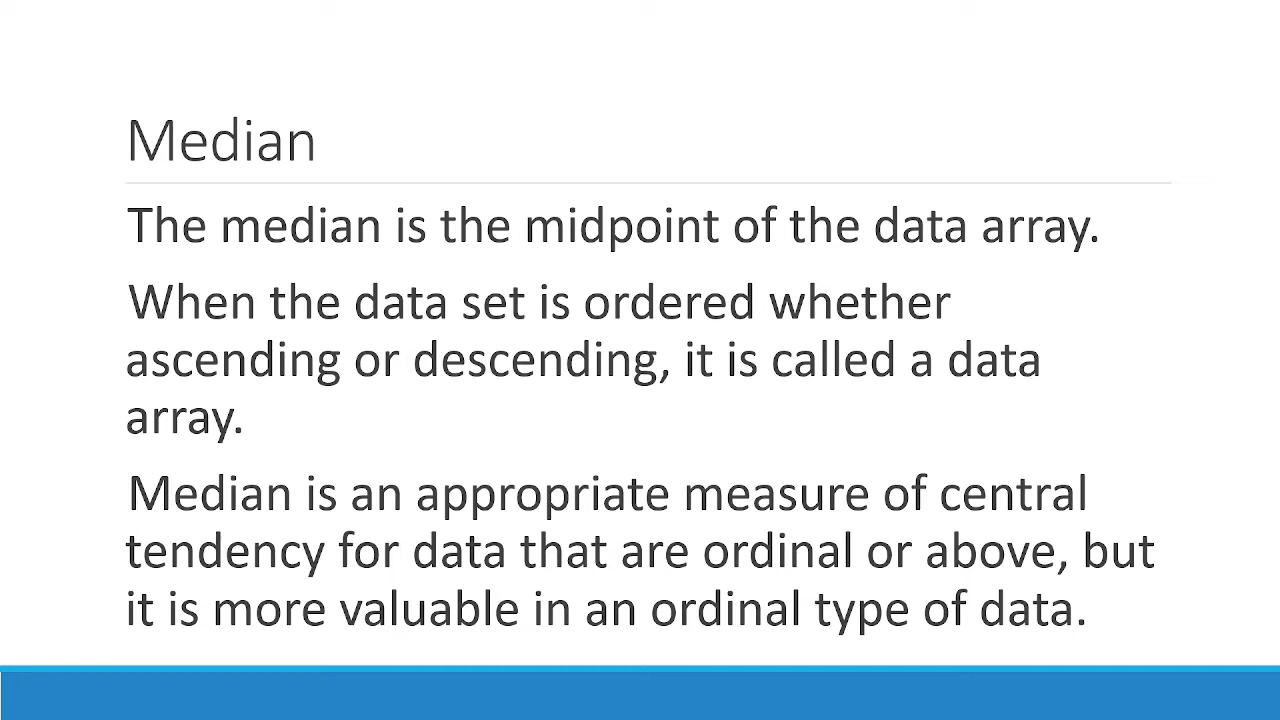 Median
The median is the midpoint of the data array.
When the data set is ordered whether
ascending or descending, it is called a data
array.
Median is an appropriate measure of central
tendency for data that are ordinal or above, but
it is more valuable in an ordinal type of data.